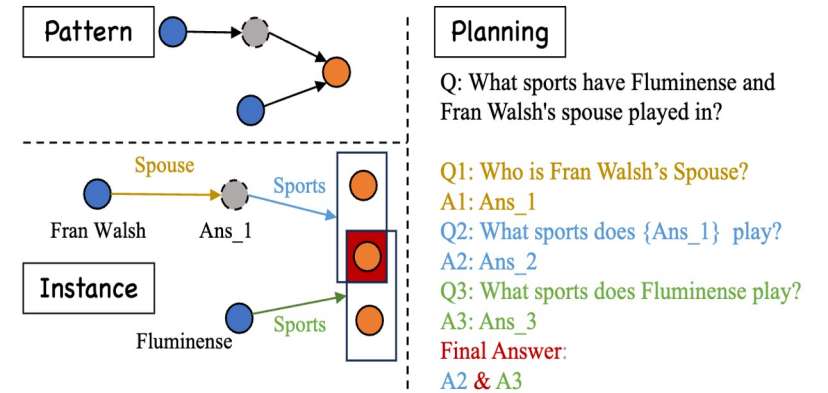 Pattern
Spouse
Sports
Fran Walsh
Ans_1
Instance
Fluminense
Sports
Planning
Q: What sports have Fluminense and
Fran Walsh's spouse played in?
Q1: Who is Fran Walsh’s Spouse?
A1: Ans_1
Q2: What sports does {Ans_1} play?
A2: Ans_2
Q3: What sports does Fluminense play?
A3: Ans_3
Final Answer:
A2 & A3